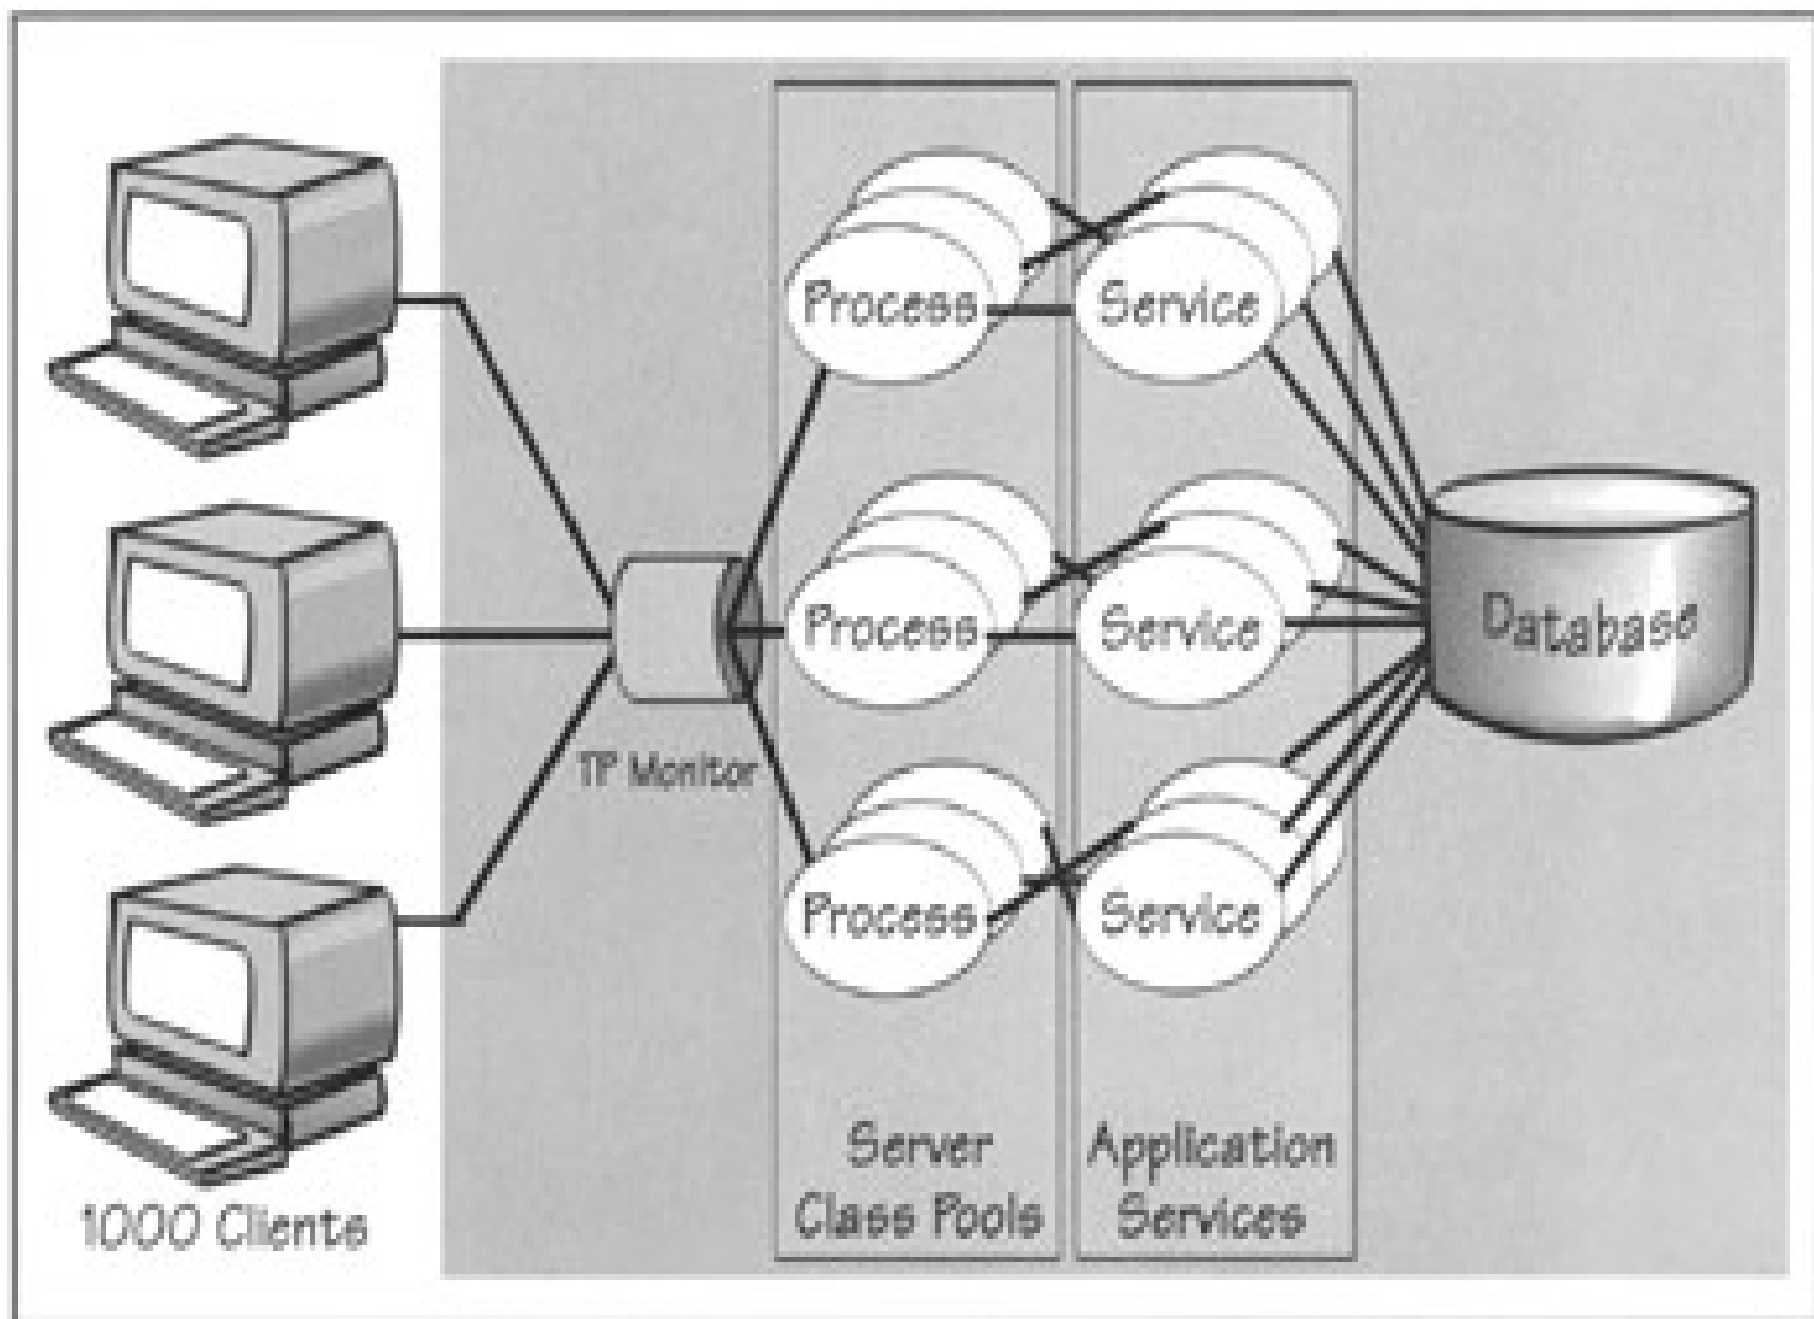 Process
Service
Process
Service
Database
TP Monitor
Process
Service
Server
Class Pools
Application
Services
1000 Clients